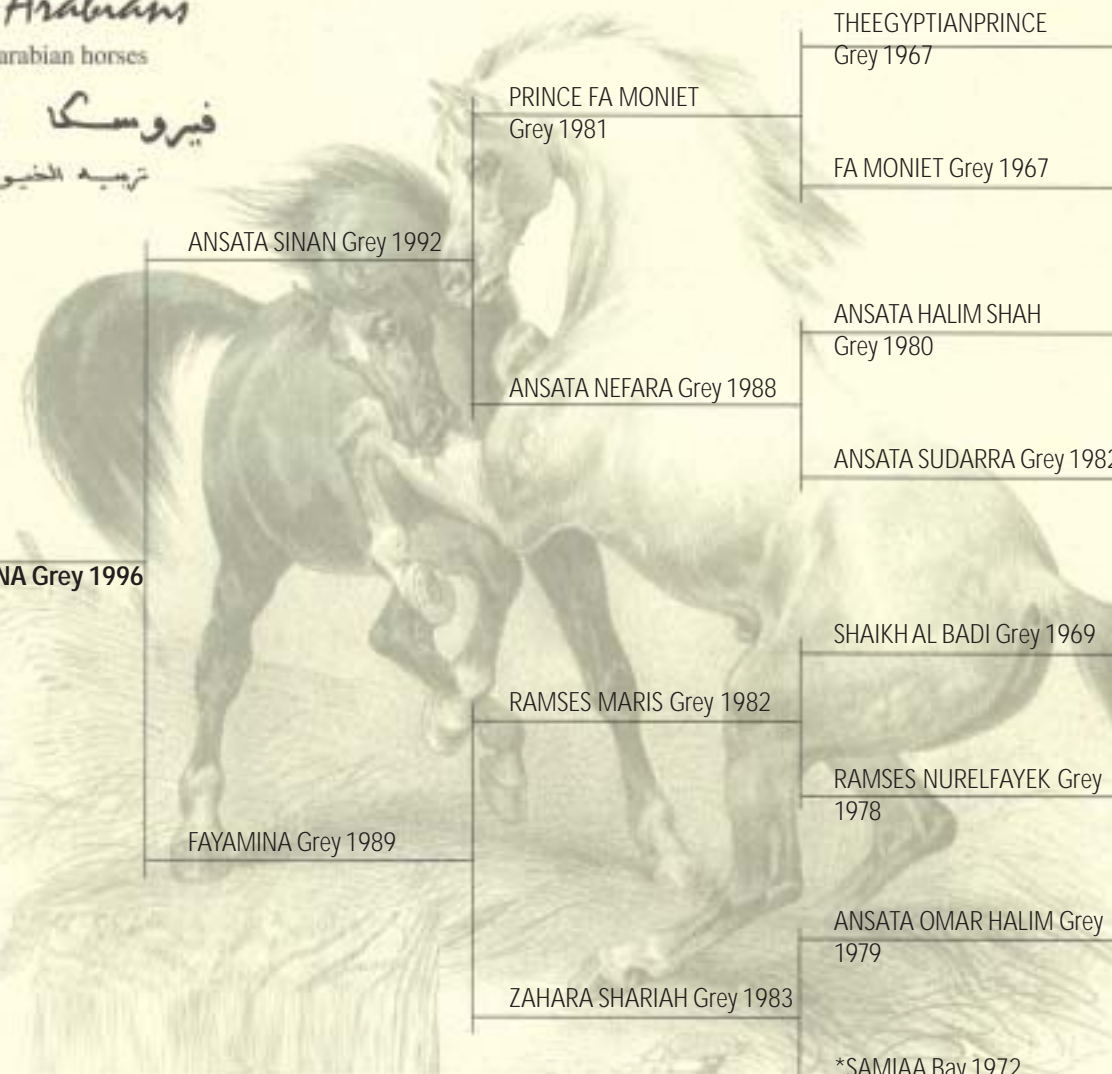 Arabians
arabian horses
فيروسكا
تربية الخيو
THEEGYPTIANPRINCE
Grey 1967
PRINCE FA MONIET
Grey 1981
FA MONIET Grey 1967
ANSATA SINAN Grey 1992
ANSATA HALIM SHAH
Grey 1980
ANSATA NEFARA Grey 1988
ANSATA SUDARRA Grey 1982
NA Grey 1996
SHAIKH AL BADI Grey 1969
RAMSES MARIS Grey 1982
RAMSES NURELFAYEK Grey
1978
FAYAMINA Grey 1989
ANSATA OMAR HALIM Grey
1979
ZAHARA SHARIAH Grey 1983
*SAMIAA Bay 1972